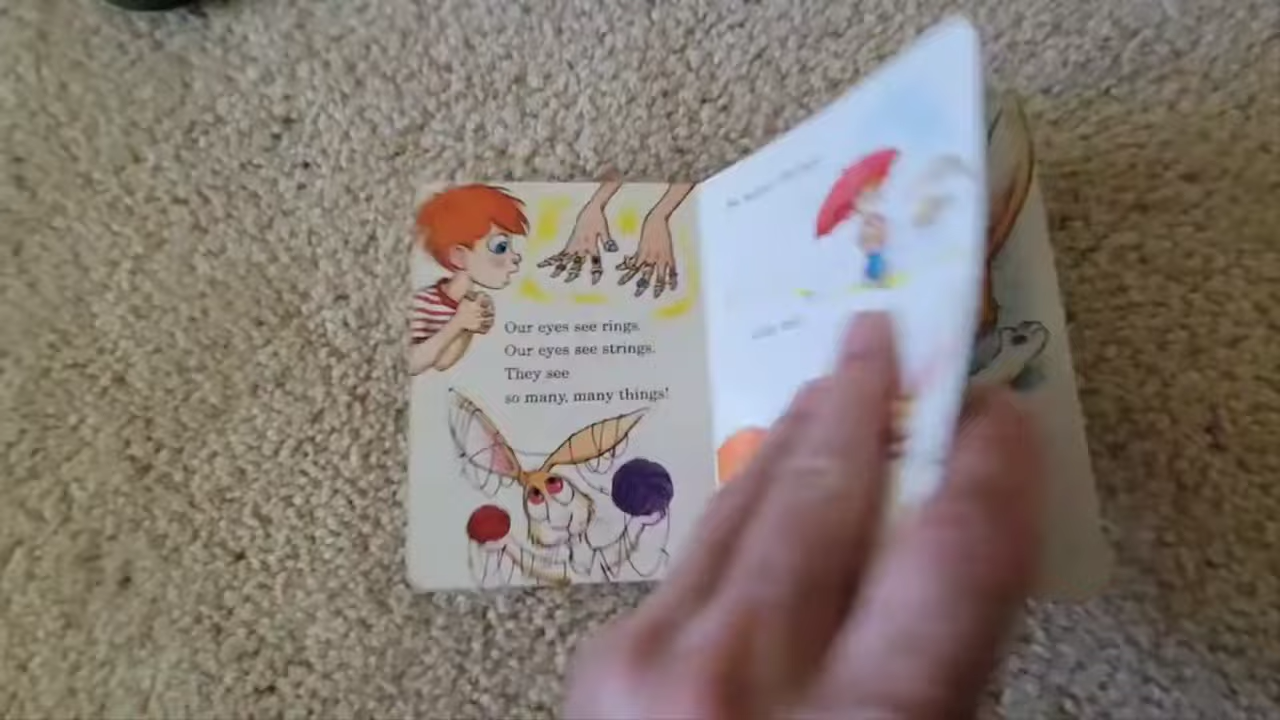 Our eyes see rings.
Our eyes see strings.
They see
so many, many things!